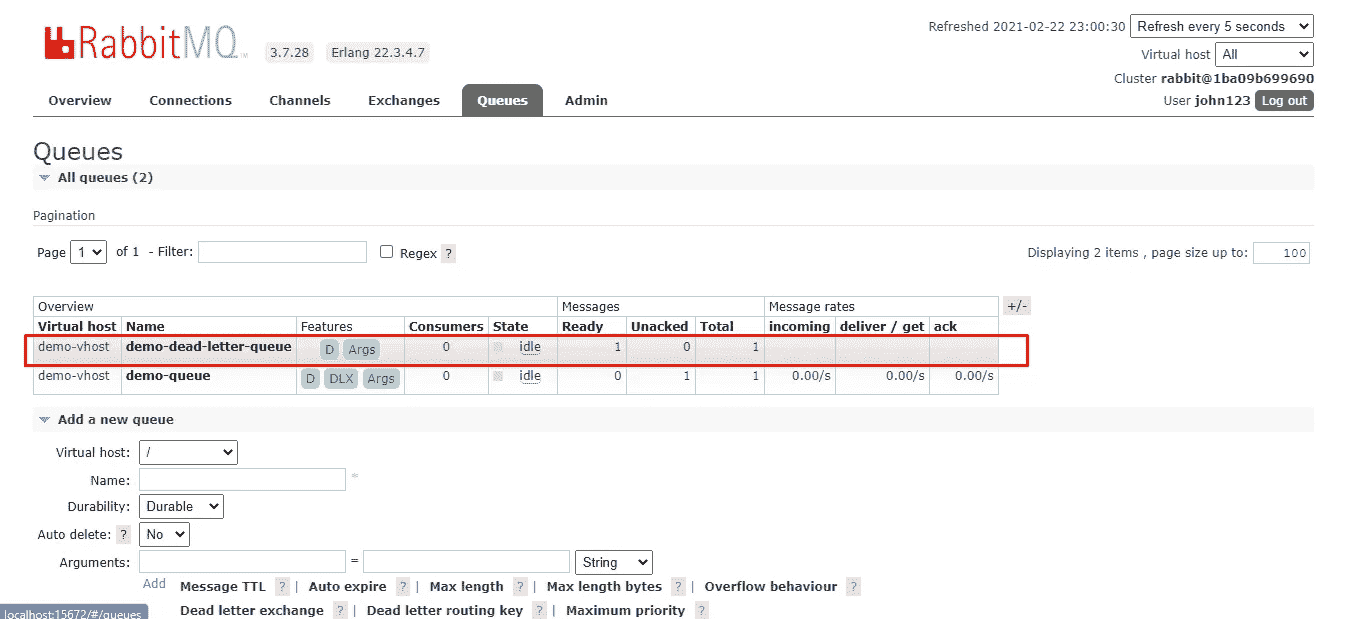 RabbitMQ TM 3.7.28 Erlang 22.3.4.7
Refreshed 2021-02-22 23:00:30 Refresh every 5 seconds
Virtual host All
Cluster rabbit@1ba09b699690
User john123 Log out
Overview Connections Channels Exchanges Queues Admin
Queues
All queues (2)
Pagination
Page 1 of 1 - Filter: Regex ? Displaying 2 items , page size up to: 100
Overview Messages Message rates +/-
Virtual host Name Features Consumers State Ready Unacked Total incoming deliver / get ack
demo-vhost demo-dead-letter-queue D Args 0 idle 1 0 1
demo-vhost demo-queue D DLX Args 0 idle 0 1 1 0.00/s 0.00/s 0.00/s
Add a new queue
Virtual host: /
Name: *
Durability: Durable
Auto delete: ? No
Arguments: = String
Add Message TTL ? | Auto expire ? | Max length ? | Max length bytes ? | Overflow behaviour ?
Dead letter exchange ? | Dead letter routing key ? | Maximum priority ?
localhost:15672/#/queues